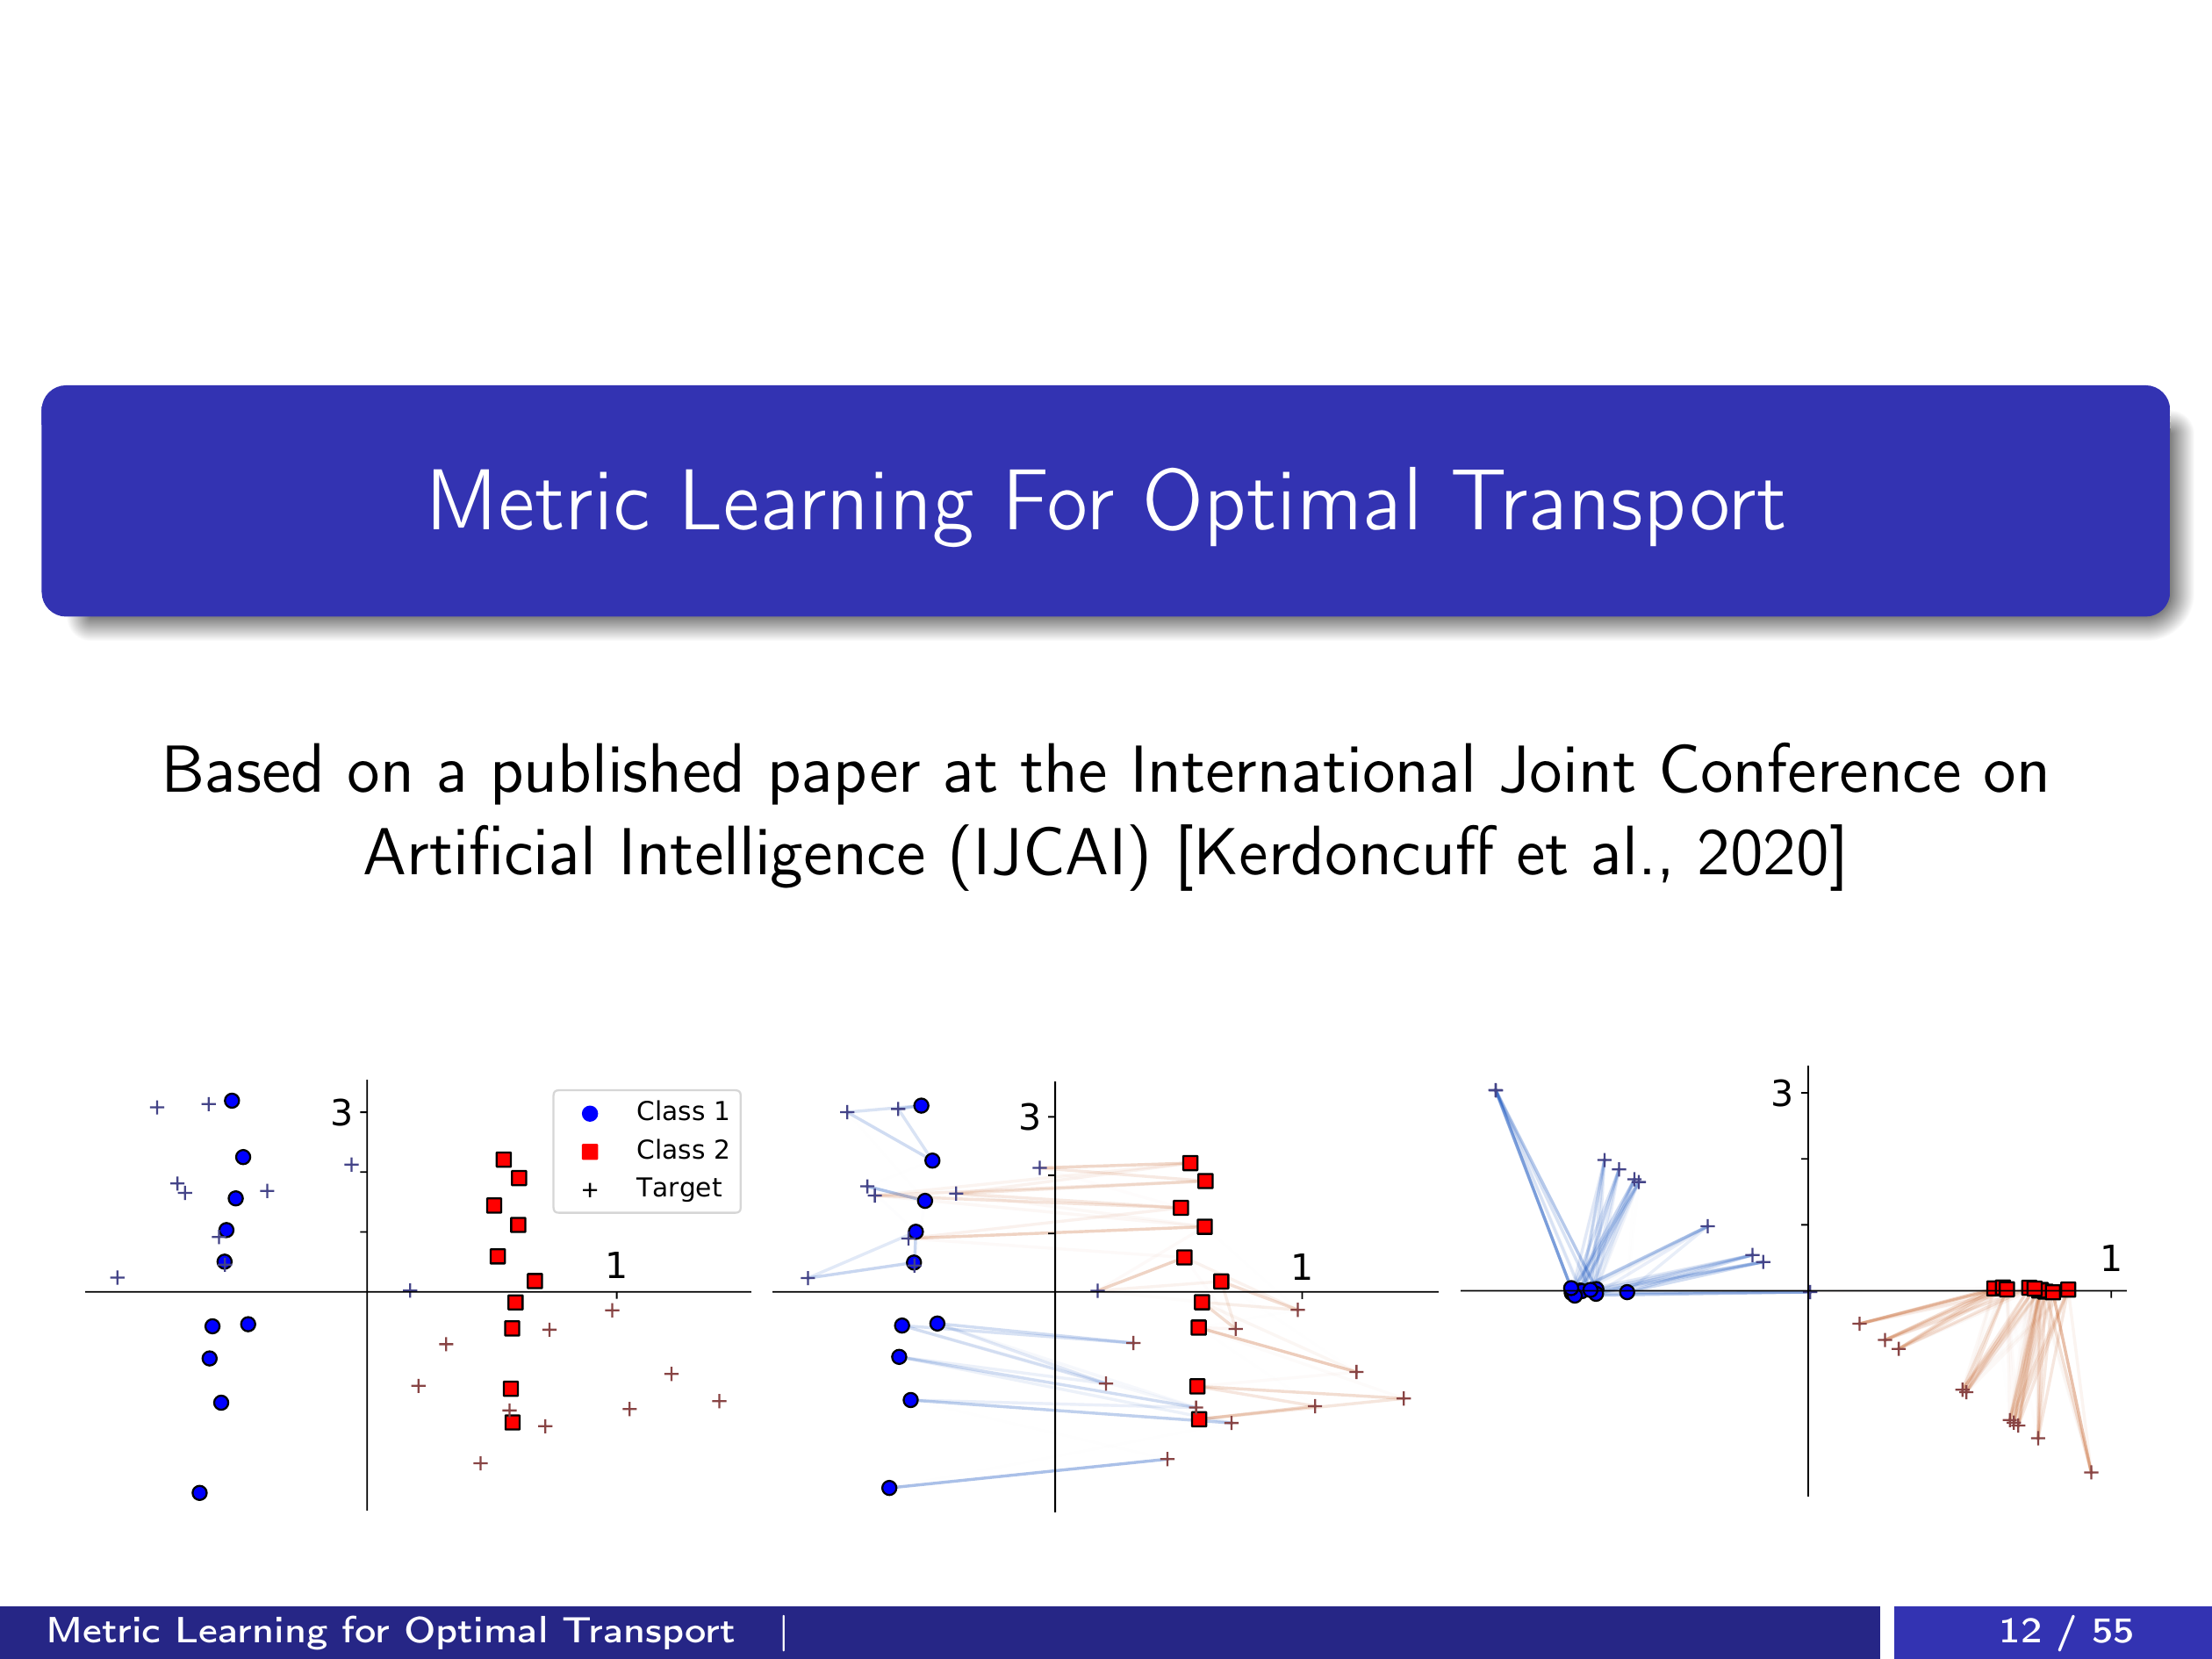 Metric Learning For Optimal Transport
Based on a published paper at the International Joint Conference on
Artificial Intelligence (IJCAI) [Kerdoncuff et al., 2020]
3
1
Class 1
Class 2
Target
3
1
3
1
Metric Learning for Optimal Transport
12 / 55